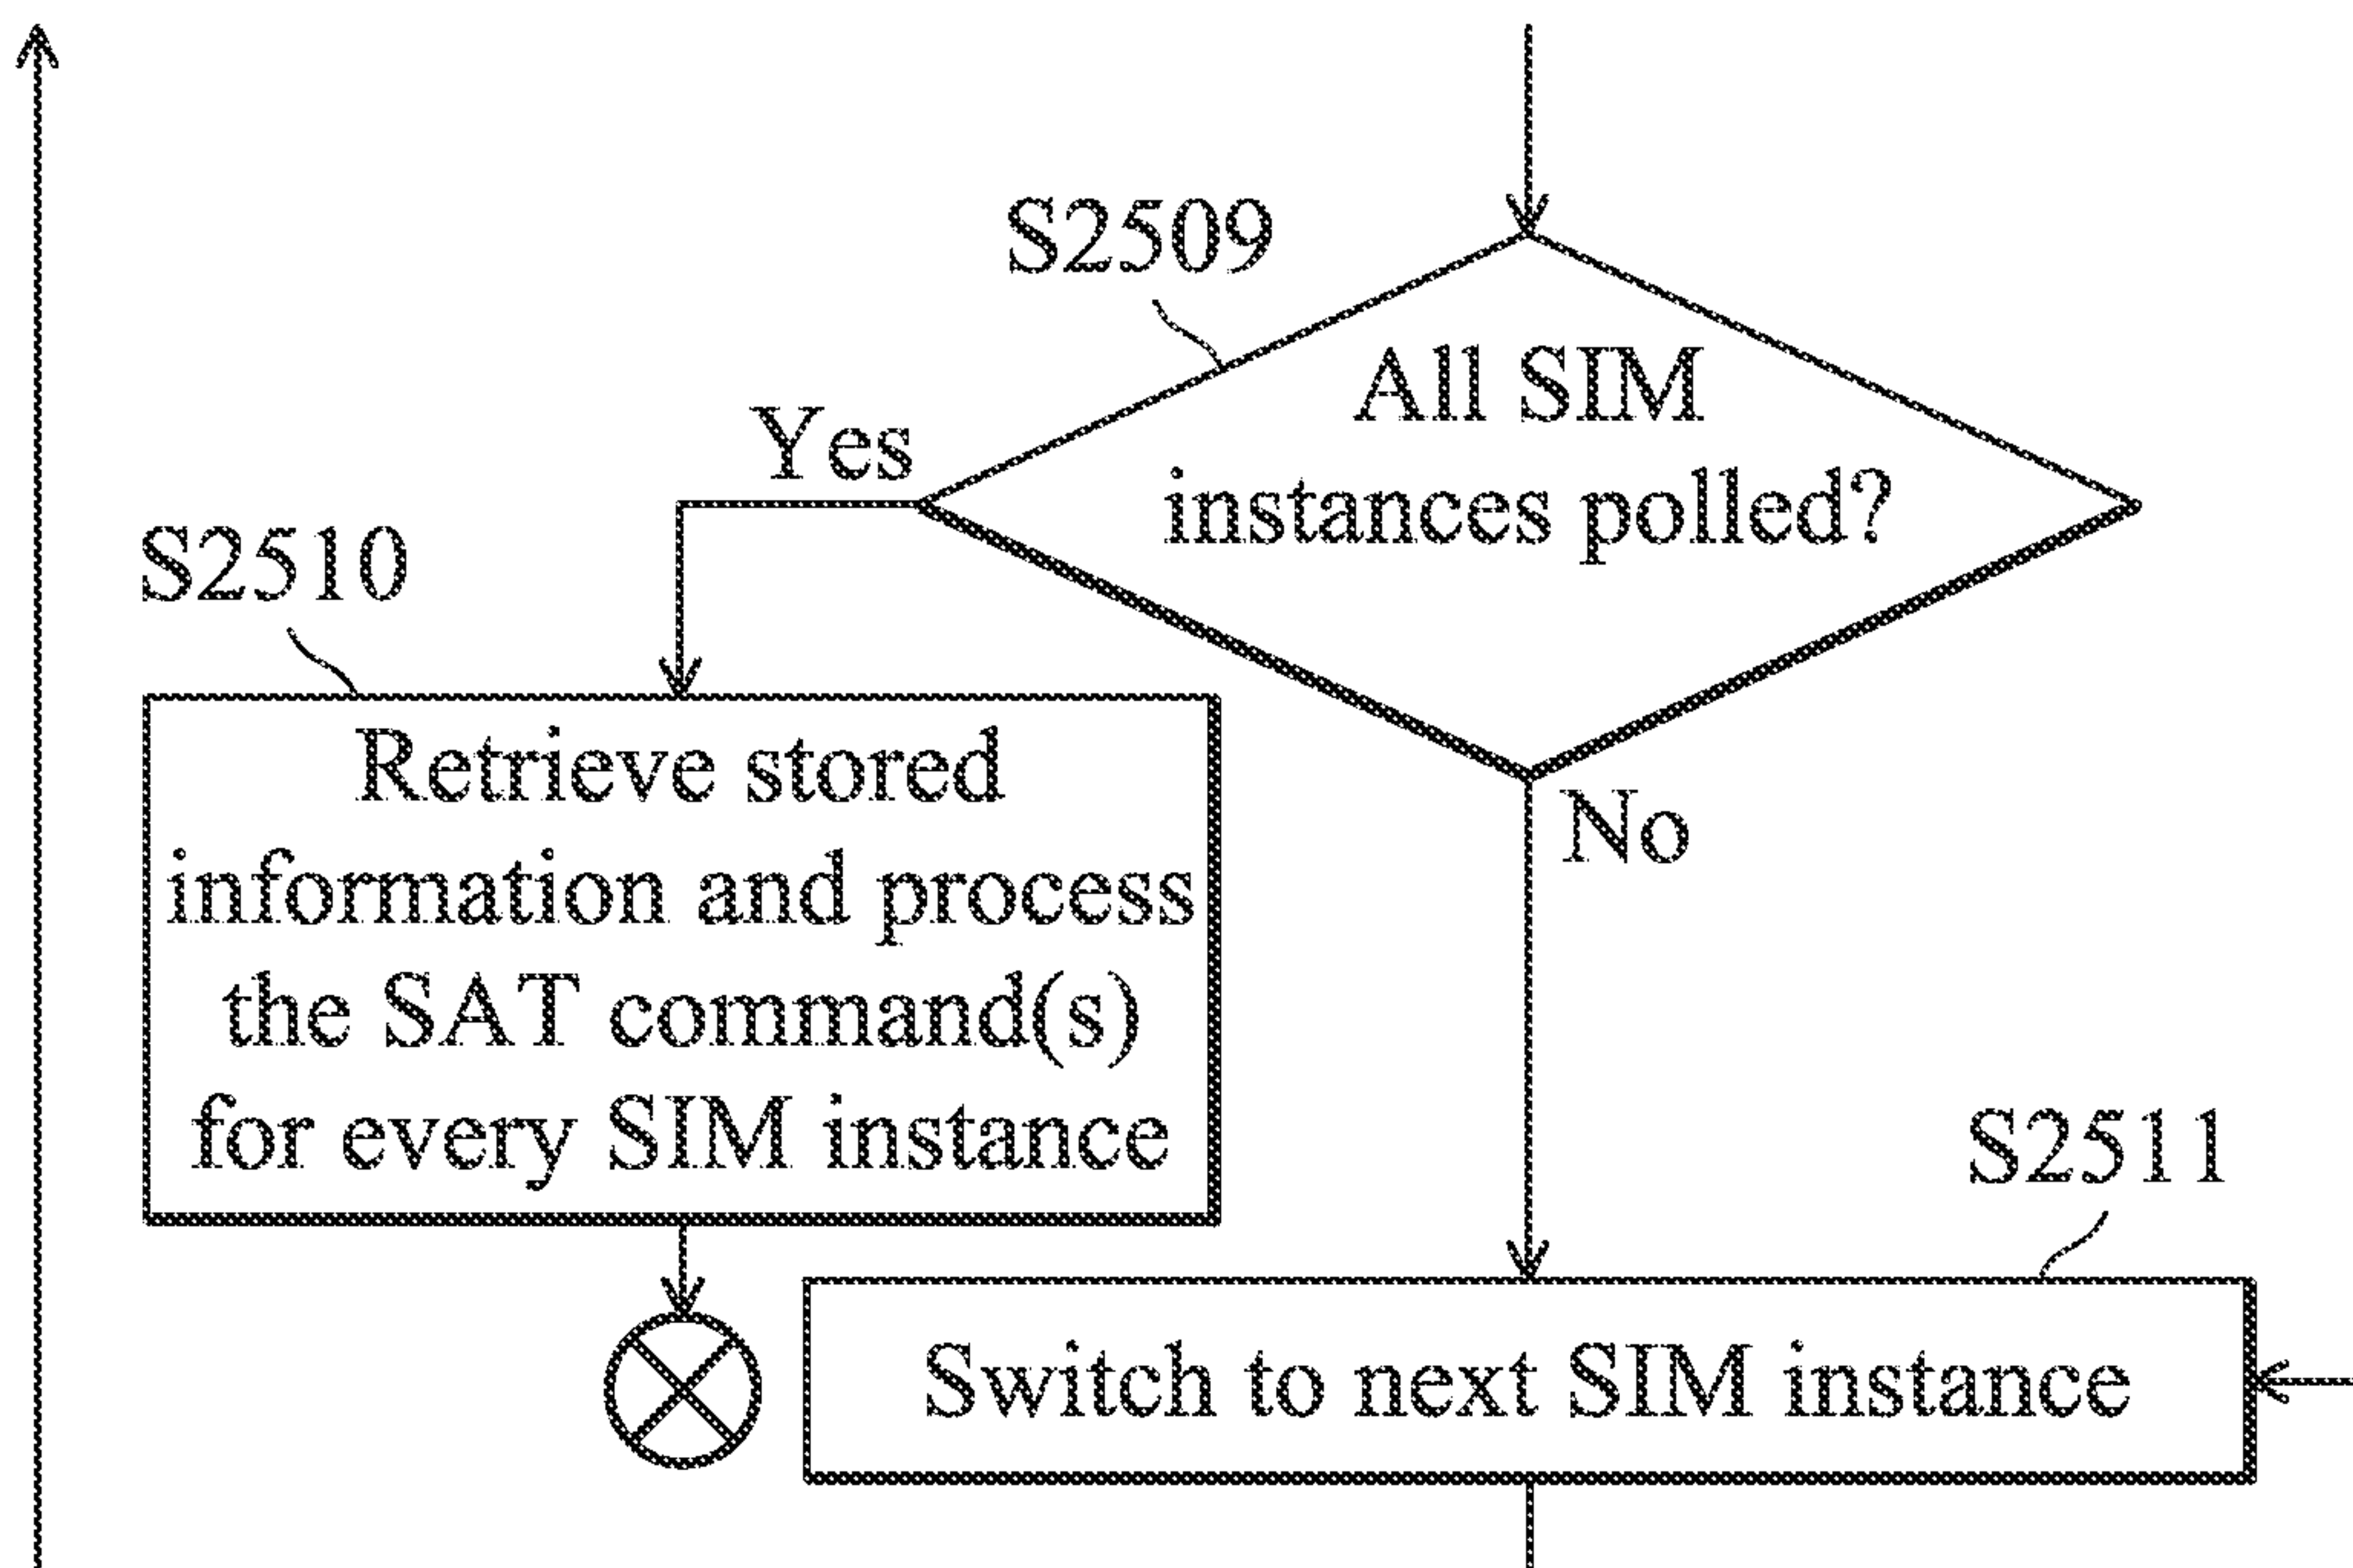 S2509
All SIM
instances polled?
Yes
S2510
Retrieve stored
information and process
the SAT command(s)
for every SIM instance
No
S2511
Switch to next SIM instance